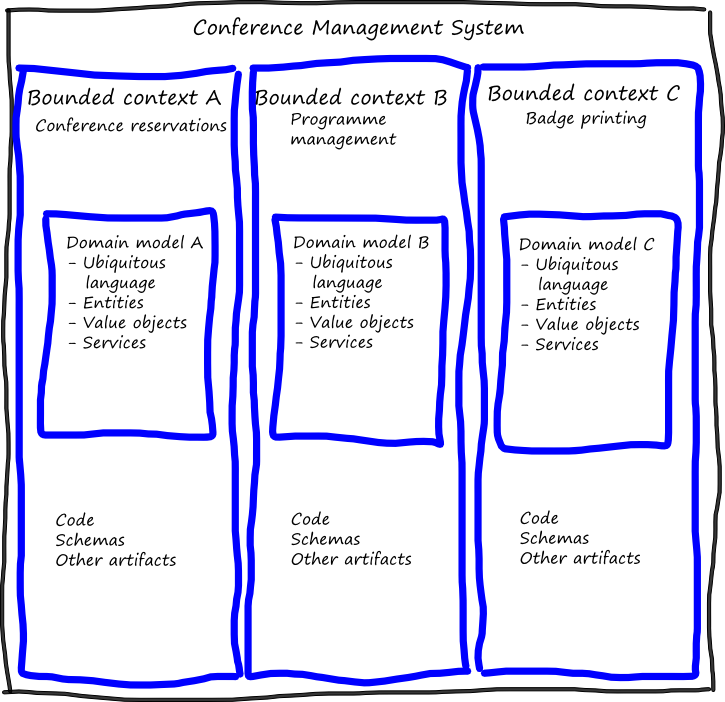 Conference Management System
Bounded context A
Conference reservations
Domain model A
- Ubiquitous
language
- Entities
- Value objects
- Services
Code
Schemas
Other artifacts
Bounded context B
Programme
management
Domain model B
- Ubiquitous
language
- Entities
- Value objects
- Services
Code
Schemas
Other artifacts
Bounded context C
Badge printing
Domain model C
- Ubiquitous
language
- Entities
- Value objects
- Services
Code
Schemas
Other artifacts